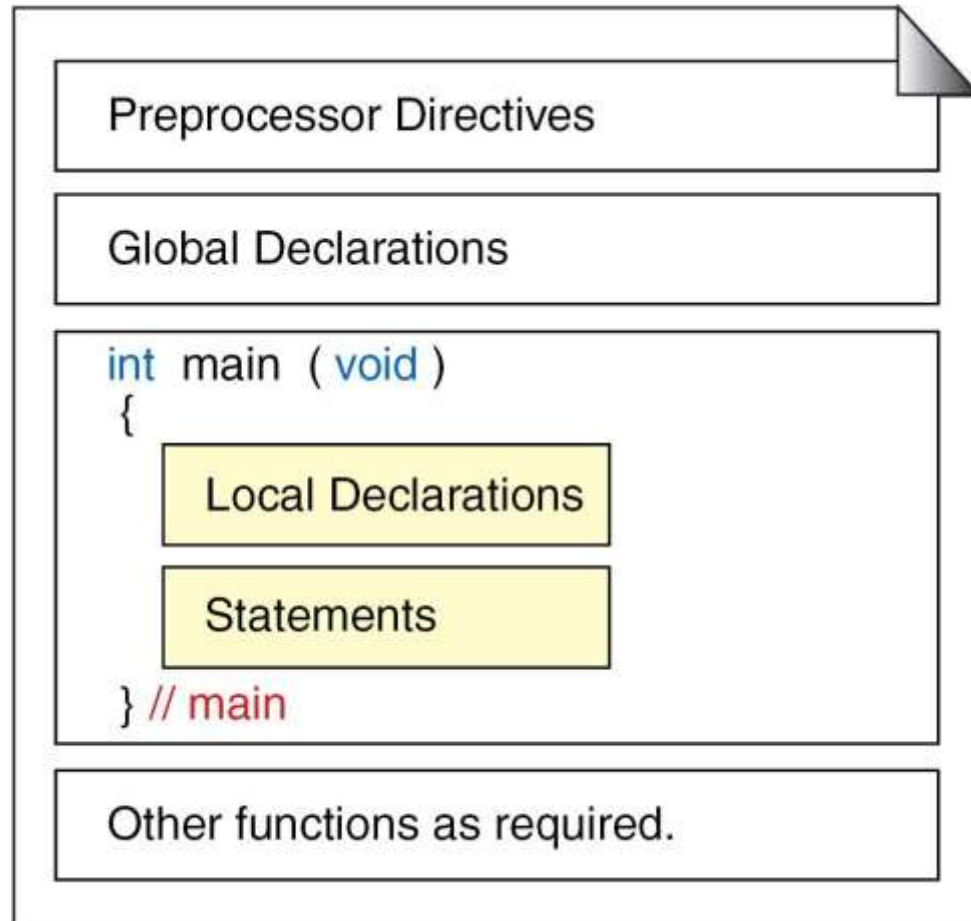 Preprocessor Directives
Global Declarations
int main ( void )
{
Local Declarations
Statements
} // main
Other functions as required.